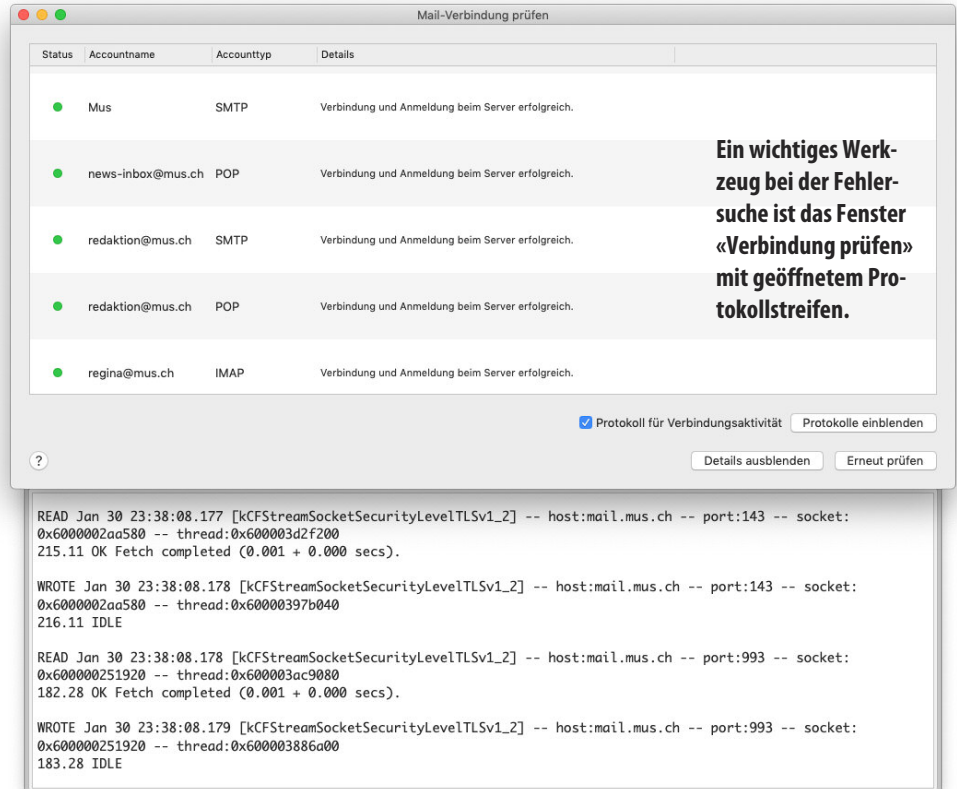 Mail-Verbindung prüfen
Status Accountname Accounttyp Details
Mus SMTP Verbindung und Anmeldung beim Server erfolgreich.
news-inbox@mus.ch POP Verbindung und Anmeldung beim Server erfolgreich.
redaktion@mus.ch SMTP Verbindung und Anmeldung beim Server erfolgreich.
redaktion@mus.ch POP Verbindung und Anmeldung beim Server erfolgreich.
regina@mus.ch IMAP Verbindung und Anmeldung beim Server erfolgreich.
Ein wichtiges Werk-
zeug bei der Fehler-
suche ist das Fenster
«Verbindung prüfen»
mit geöffnetem Pro-
tokollstreifen.
Protokoll für Verbindungsaktivität Protokolle einblenden
? Details ausblenden Erneut prüfen
READ Jan 30 23:38:08.177 [kCFStreamSocketSecurityLevelTLSv1_2] -- host:mail.mus.ch -- port:143 -- socket:
0x6000002aa580 -- thread:0x600003d2f200
215.11 OK Fetch completed (0.001 + 0.000 secs).
WROTE Jan 30 23:38:08.178 [kCFStreamSocketSecurityLevelTLSv1_2] -- host:mail.mus.ch -- port:143 -- socket:
0x6000002aa580 -- thread:0x60000397b040
216.11 IDLE
READ Jan 30 23:38:08.178 [kCFStreamSocketSecurityLevelTLSv1_2] -- host:mail.mus.ch -- port:993 -- socket:
0x600000251920 -- thread:0x600003ac9080
182.28 OK Fetch completed (0.001 + 0.000 secs).
WROTE Jan 30 23:38:08.179 [kCFStreamSocketSecurityLevelTLSv1_2] -- host:mail.mus.ch -- port:993 -- socket:
0x600000251920 -- thread:0x600003886a00
183.28 IDLE